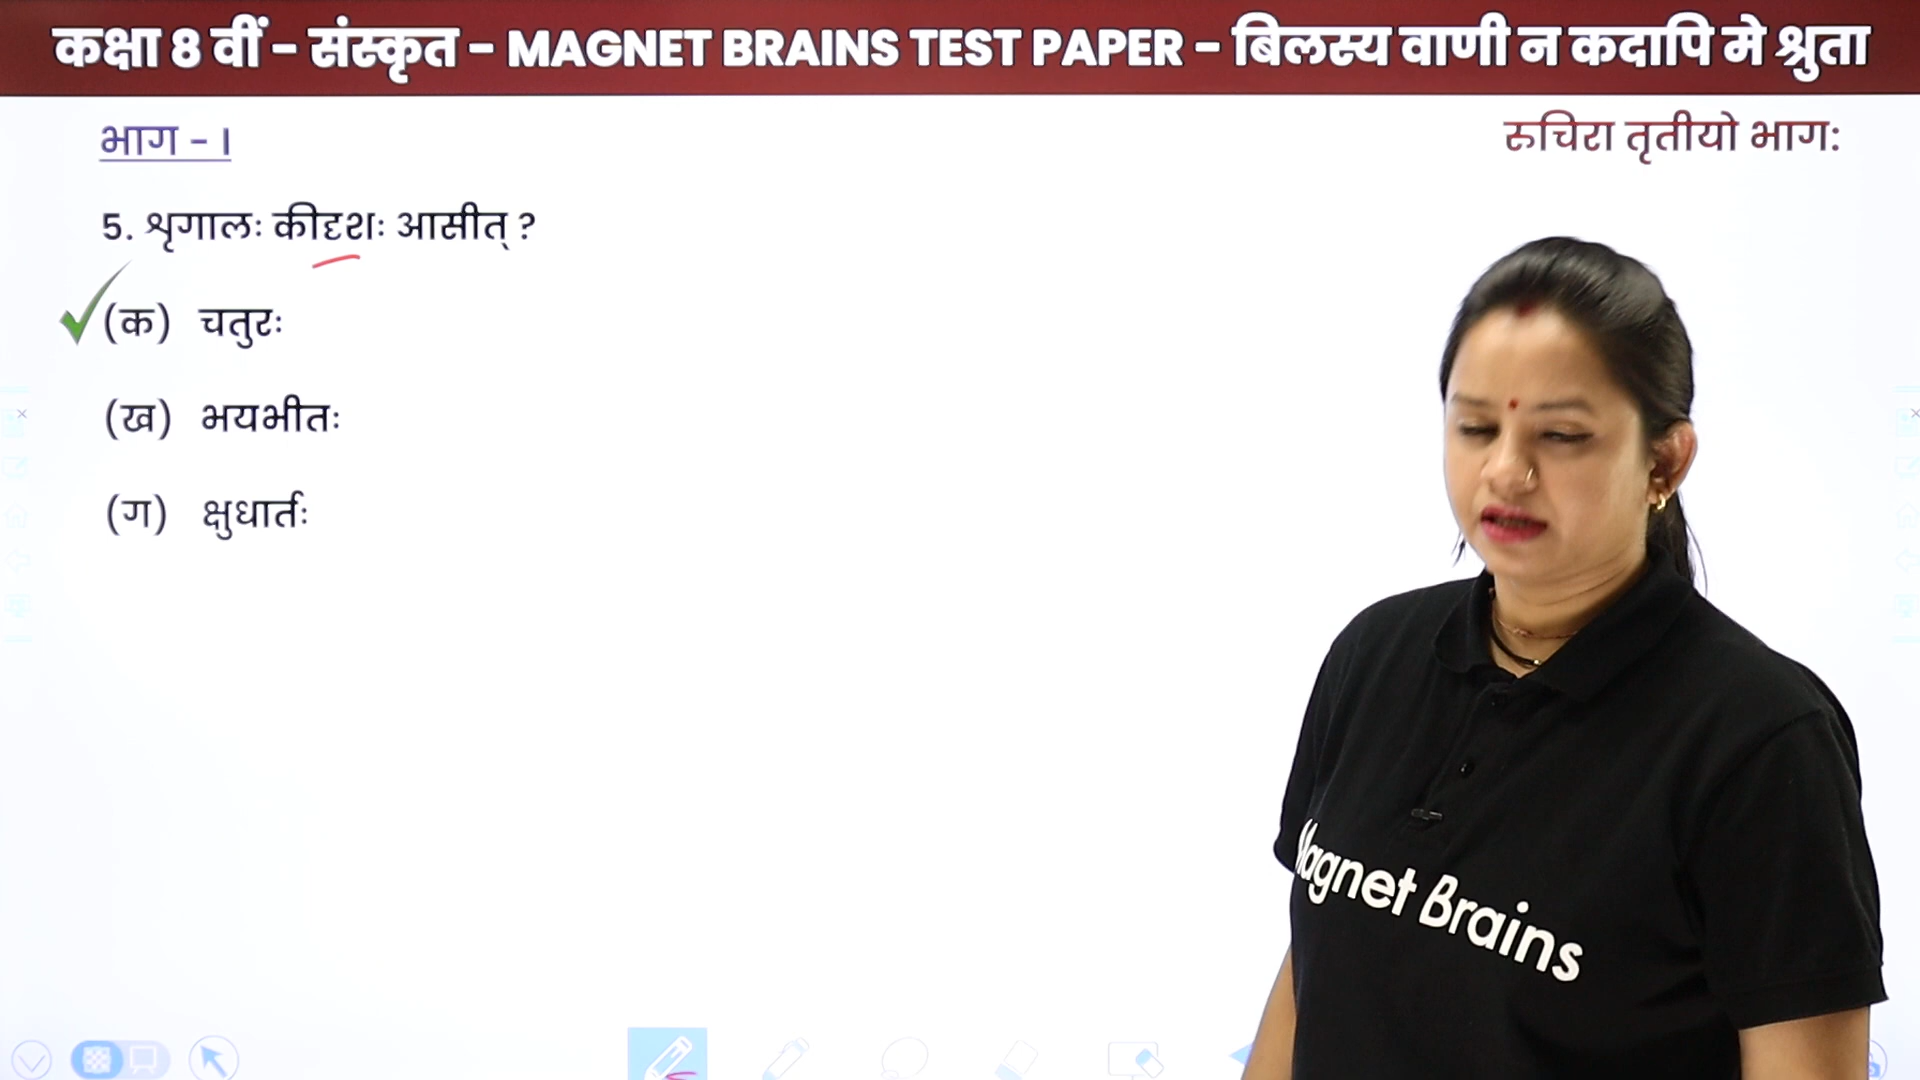 कक्षा 8 वीं - संस्कृत - MAGNET BRAINS TEST PAPER - बिलस्य वाणी न कदापि मे श्रुता
भाग - I
रुचिरा तृतीयो भाग:
5. शृगालः कीदृशः आसीत् ?
(क) चतुरः
(ख) भयभीतः
(ग) क्षुधार्तः
Magnet Brains